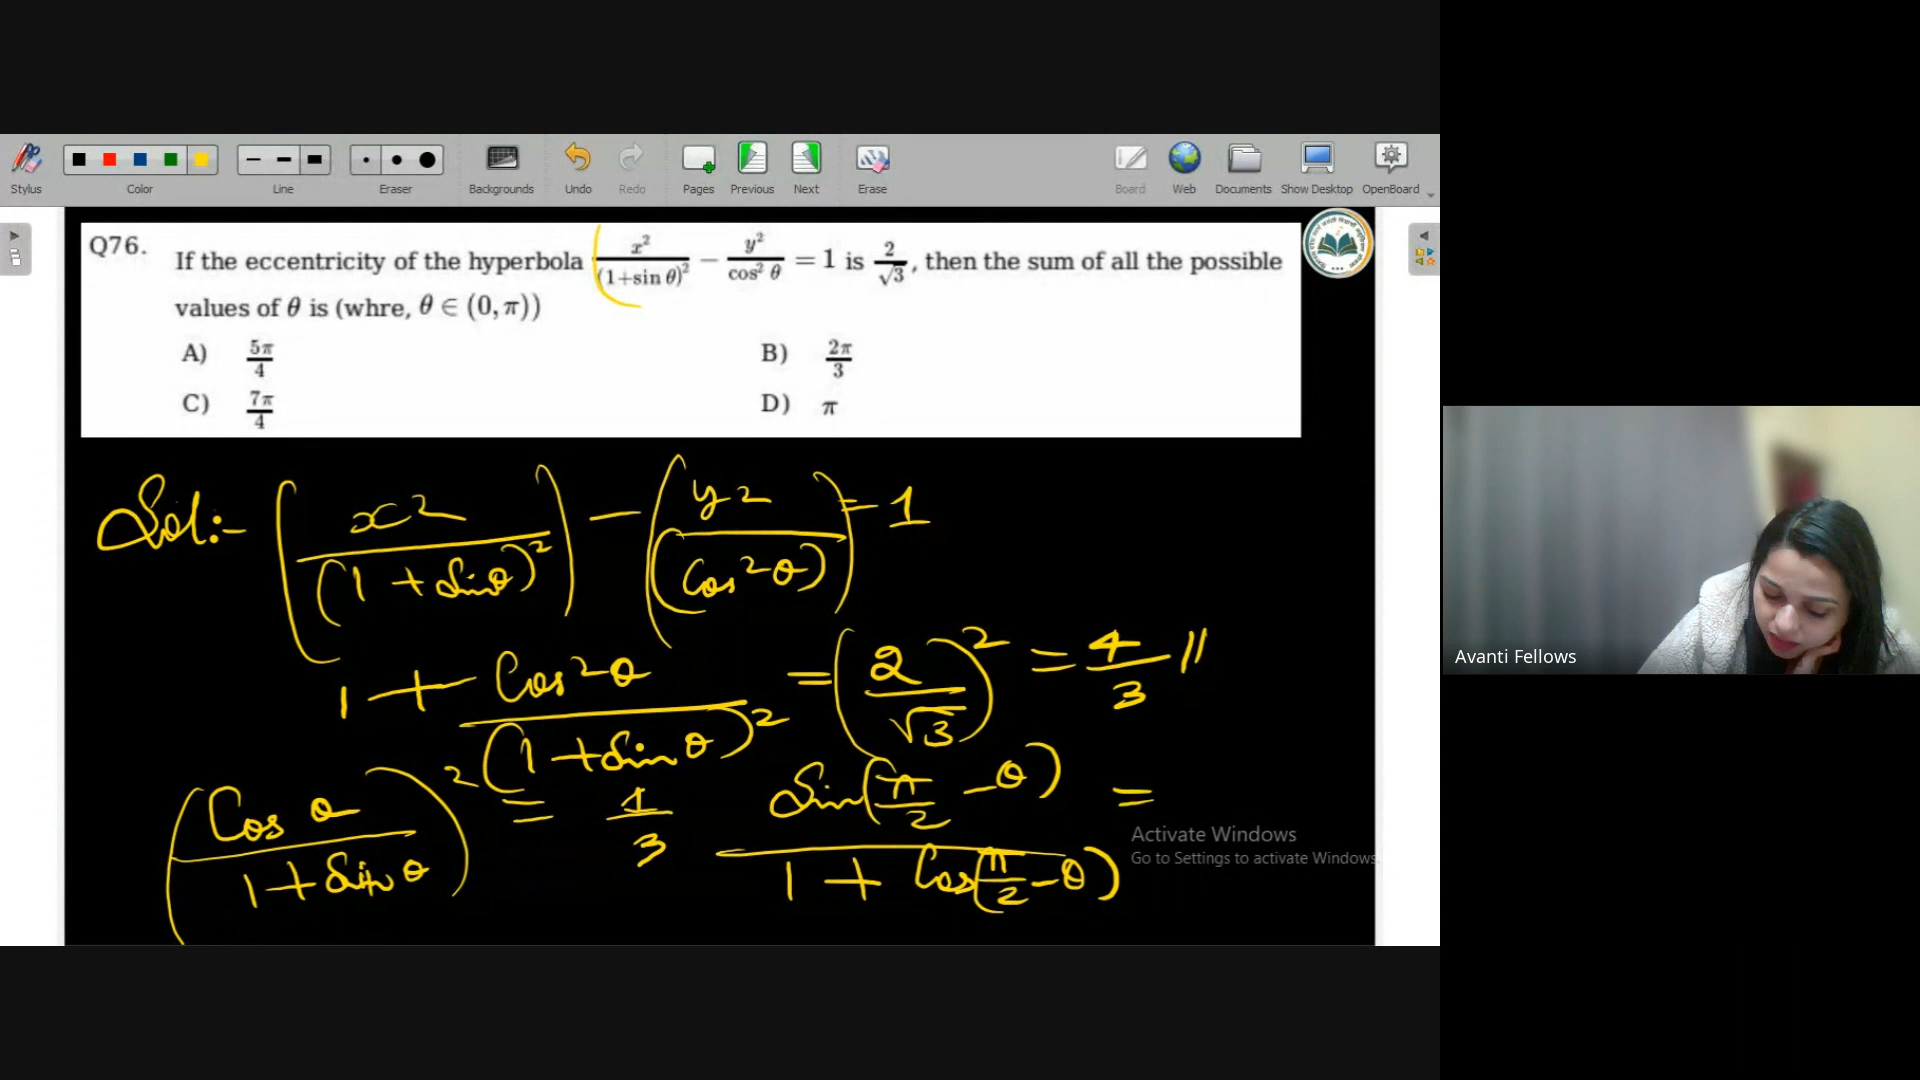 Stylus Color Line Eraser Backgrounds Undo Redo Pages Previous Next Erase Board Web Documents Show Desktop OpenBoard
Q76. If the eccentricity of the hyperbola x²/(1+sin θ)² − y²/cos² θ = 1 is 2/√3, then the sum of all the possible
values of θ is (whre, θ ∈ (0, π))
A) 5π/4 B) 2π/3
C) 7π/4 D) π
Sol:- (x²/(1 + Sinθ)²) − (y²/(Cos²θ)) = 1
1 + Cos²θ/(1 + Sinθ)² = (2/√3)² = 4/3 //
(Cos θ/(1 + Sin θ))² = 1/3 Sin(π/2 − θ)/(1 + Cos(π/2 − θ)) =
Activate Windows
Go to Settings to activate Windows.
Avanti Fellows